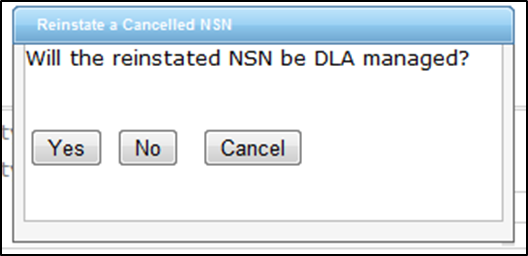 Reinstate a Cancelled NSN
Will the reinstated NSN be DLA managed?
Yes No Cancel